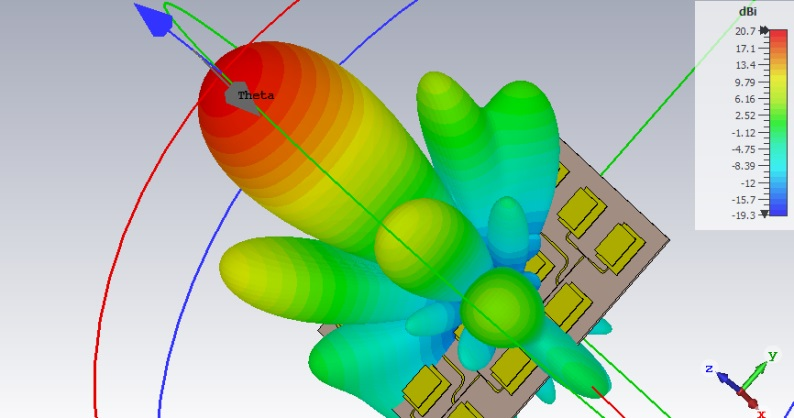 dBi
20.7
17.1
13.4
9.79
6.16
2.52
-1.12
-4.75
-8.39
-12
-15.7
-19.3
Theta
y
z
x